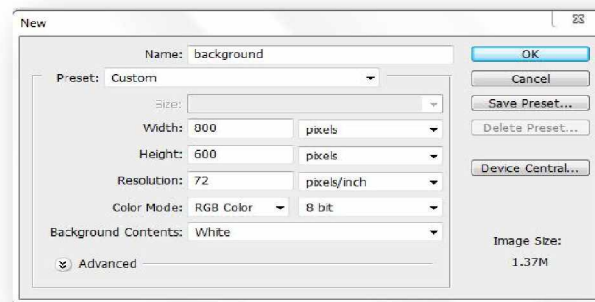 New
Name: background
OK
Preset: Custom
Cancel
Size:
Save Preset...
Width: 800 pixels
Delete Preset...
Height: 600 pixels
Resolution: 72 pixels/inch
Device Central...
Color Mode: RGB Color 8 bit
Background Contents: White
Image Size:
Advanced
1.37M